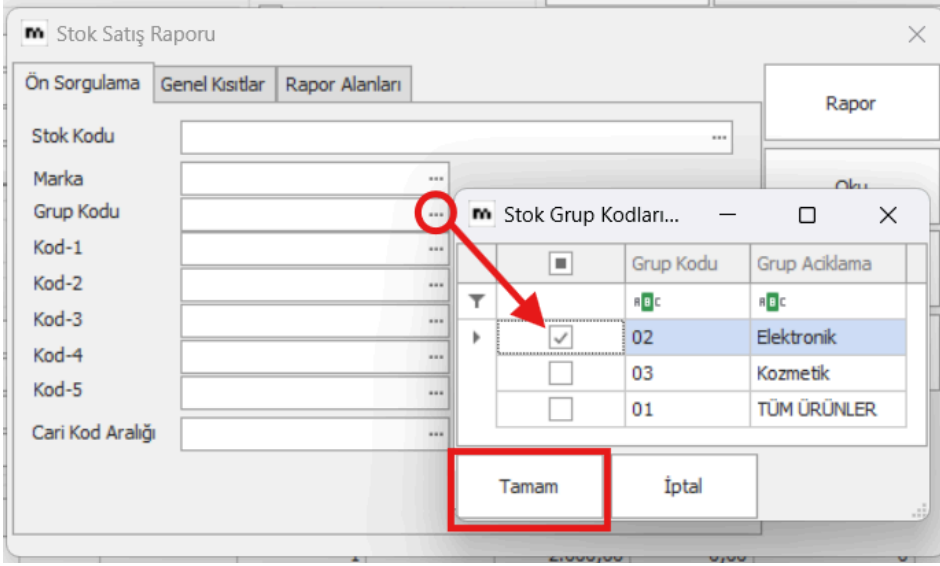 Stok Satış Raporu
Ön Sorgulama Genel Kısıtlar Rapor Alanları
Rapor
Stok Kodu
Marka
Grup Kodu
Kod-1
Kod-2
Kod-3
Kod-4
Kod-5
Cari Kod Aralığı
Stok Grup Kodları...
Grup Kodu Grup Aciklama
ABC ABC
02 Elektronik
03 Kozmetik
01 TÜM ÜRÜNLER
Tamam İptal